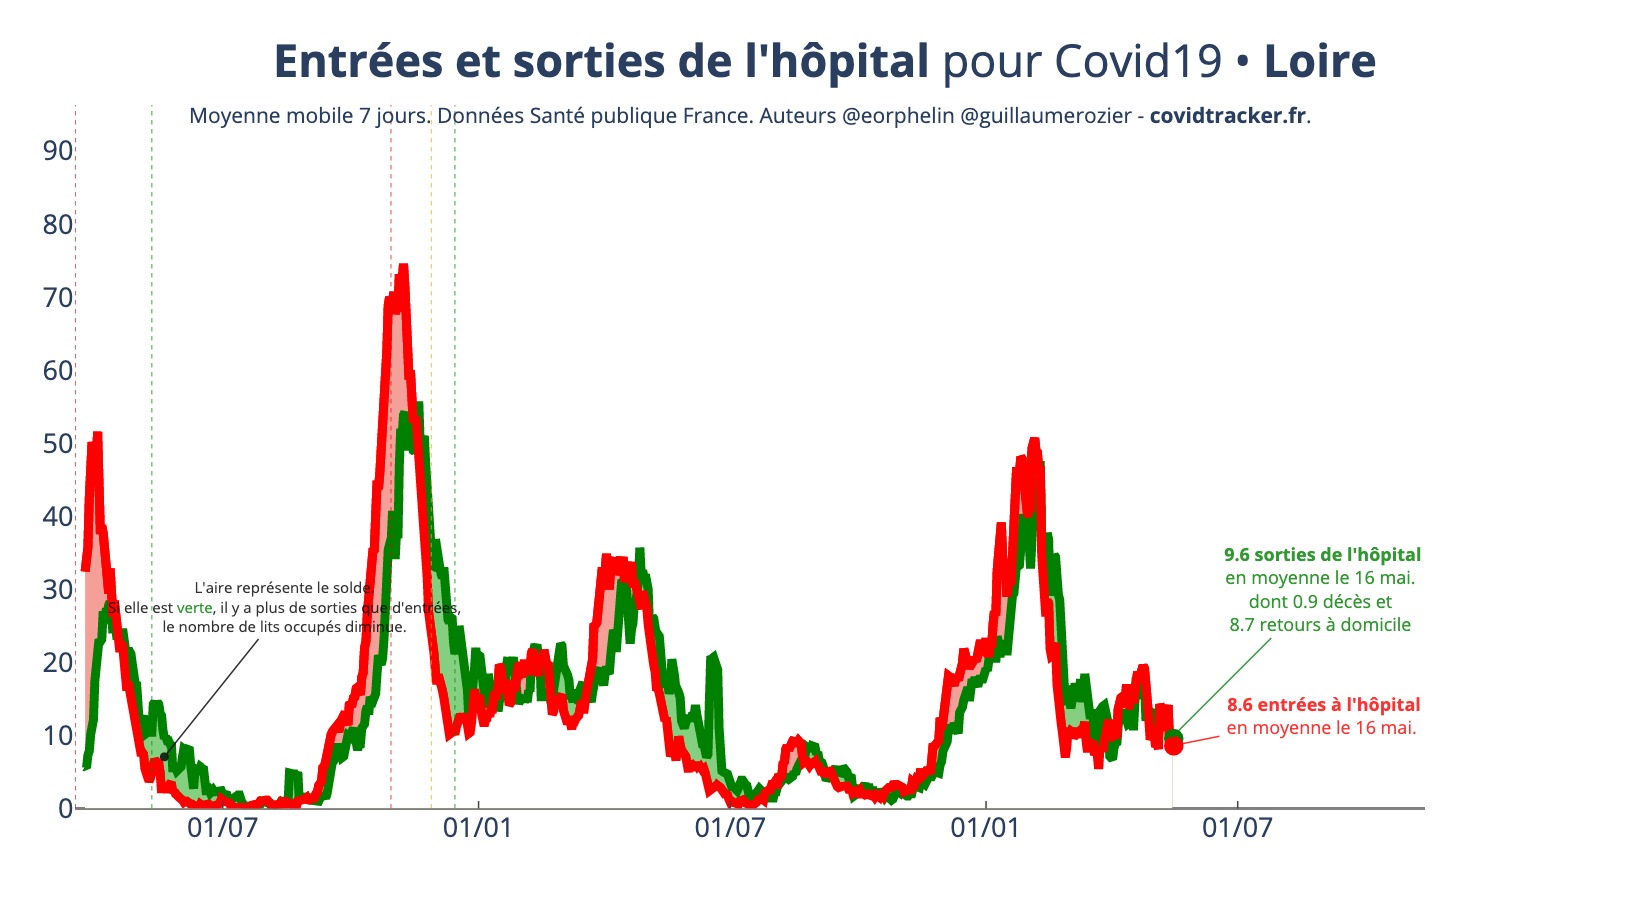 Entrées et sorties de l'hôpital pour Covid19 • Loire
Moyenne mobile 7 jours. Données Santé publique France. Auteurs @eorphelin @guillaumerozier - covidtracker.fr.
90
80
70
60
50
40
30
20
10
0
L'aire représente le solde.
Si elle est verte, il y a plus de sorties que d'entrées,
le nombre de lits occupés diminue.
9.6 sorties de l'hôpital
en moyenne le 16 mai.
dont 0.9 décès et
8.7 retours à domicile
8.6 entrées à l'hôpital
en moyenne le 16 mai.
01/07
01/01
01/07
01/01
01/07